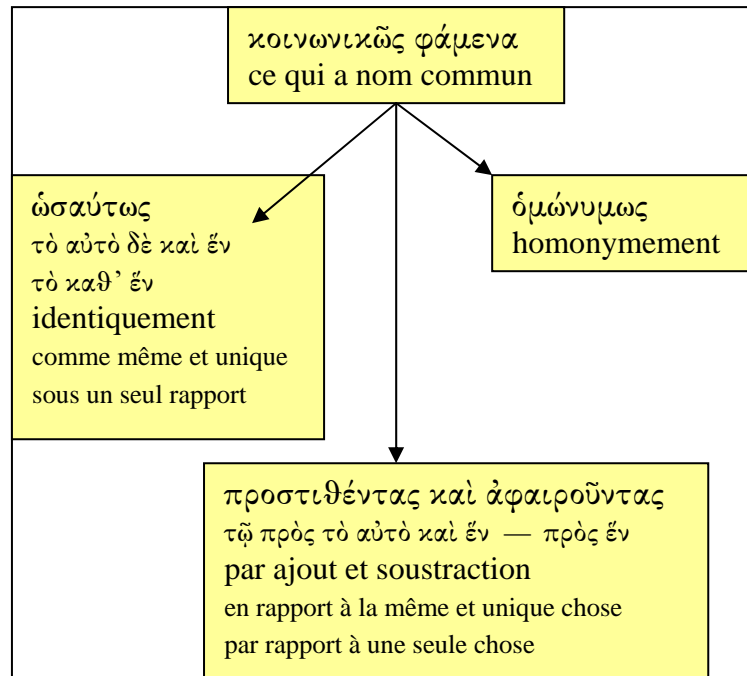 κοινωνικῶς φάμενα
ce qui a nom commun
ὡσαύτως
τὸ αὐτὸ δὲ καὶ ἕν
τὸ καϑ’ ἕν
identiquement
comme même et unique
sous un seul rapport
ὁμώνυμως
homonymement
προστιϑέντας καὶ ἀφαιροῦντας
τῷ πρὸς τὸ αὐτὸ καὶ ἕν — πρὸς ἕν
par ajout et soustraction
en rapport à la même et unique chose
par rapport à une seule chose